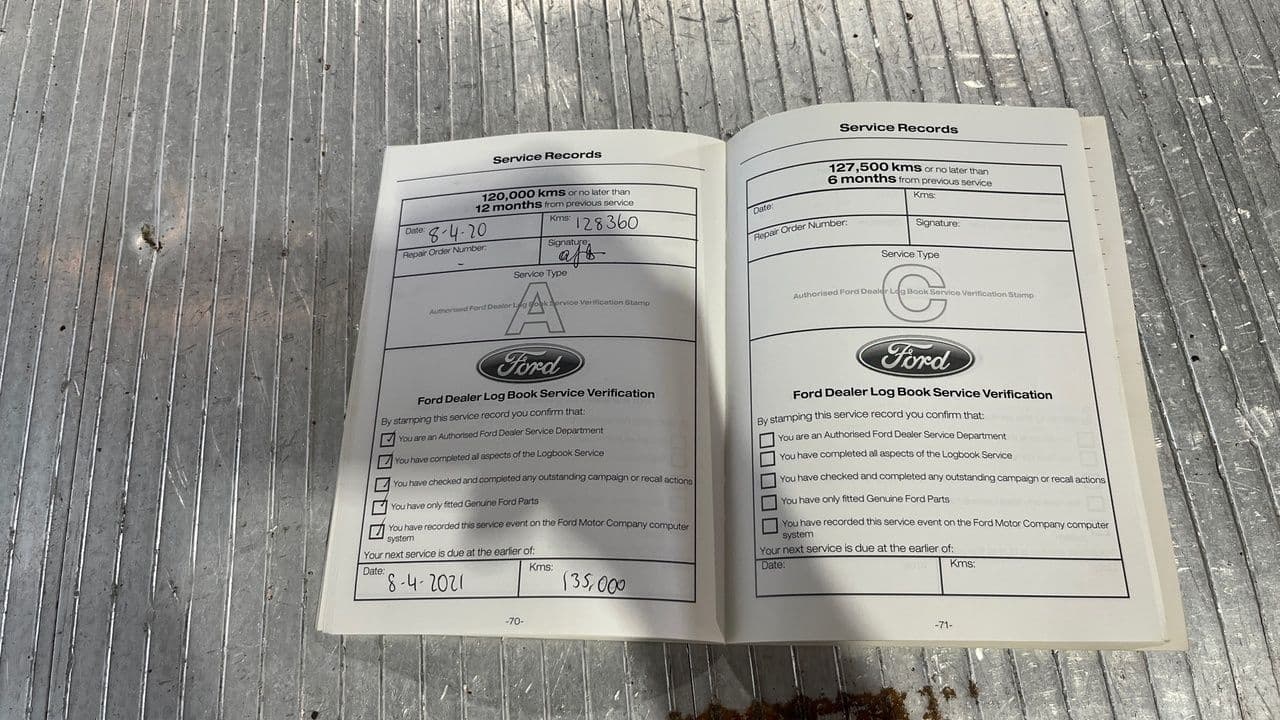 Service Records
120,000 kms or no later than
12 months from previous service
Date: 8-4-20 Kms: 128360
Repair Order Number: - Signature:
Service Type
A
Authorised Ford Dealer Log Book Service Verification Stamp
Ford
Ford Dealer Log Book Service Verification
By stamping this service record you confirm that:
You are an Authorised Ford Dealer Service Department
You have completed all aspects of the Logbook Service
You have checked and completed any outstanding campaign or recall actions
You have only fitted Genuine Ford Parts
You have recorded this service event on the Ford Motor Company computer
system
Your next service is due at the earlier of:
Date: 8-4-2021 Kms: 135,000
-70-
Service Records
127,500 kms or no later than
6 months from previous service
Date: Kms:
Repair Order Number: Signature:
Service Type
C
Authorised Ford Dealer Log Book Service Verification Stamp
Ford
Ford Dealer Log Book Service Verification
By stamping this service record you confirm that:
You are an Authorised Ford Dealer Service Department
You have completed all aspects of the Logbook Service
You have checked and completed any outstanding campaign or recall actions
You have only fitted Genuine Ford Parts
You have recorded this service event on the Ford Motor Company computer
system
Your next service is due at the earlier of:
Date: Kms:
-71-